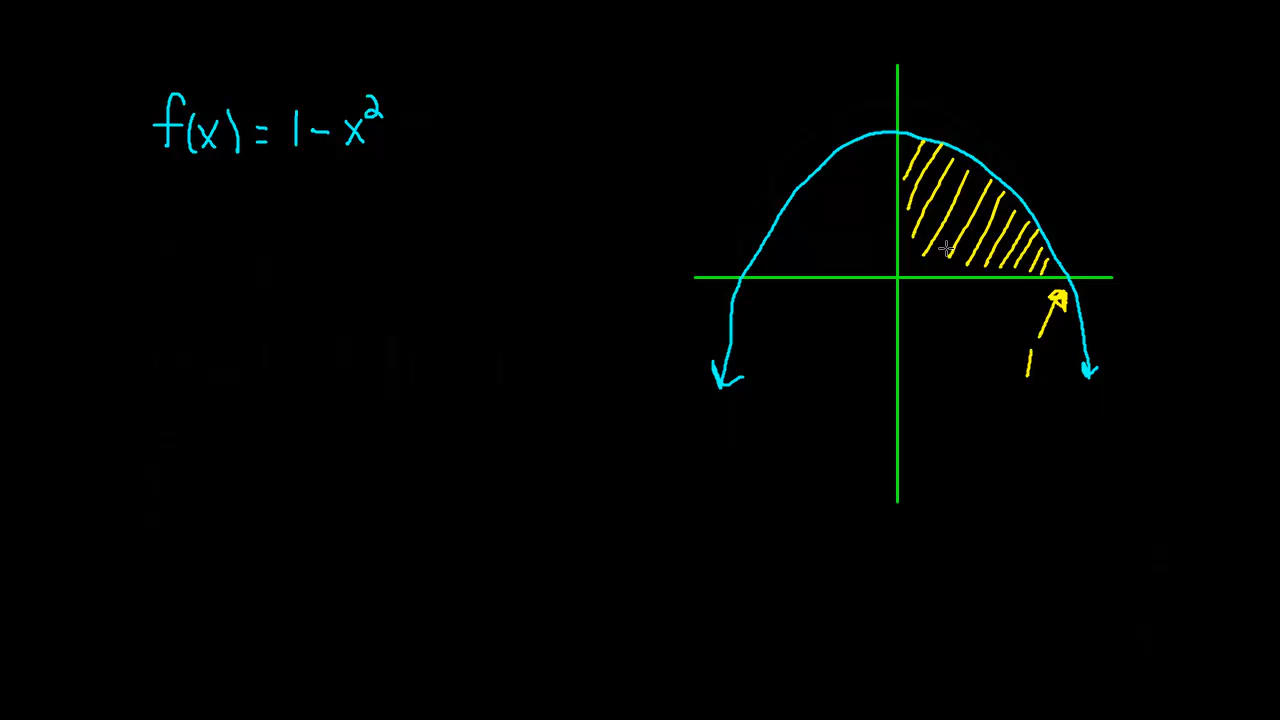 f(x) = 1 - x²
1